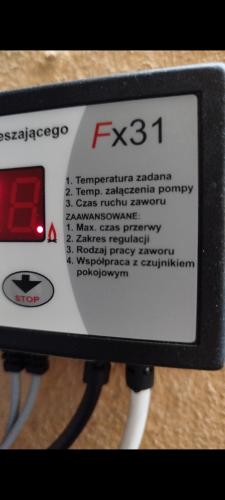 eszającego
Fx31
1. Temperatura zadana
2. Temp. załączenia pompy
3. Czas ruchu zaworu
ZAAWANSOWANE:
1. Max. czas przerwy
2. Zakres regulacji
3. Rodzaj pracy zaworu
4. Współpraca z czujnikiem
pokojowym
STOP